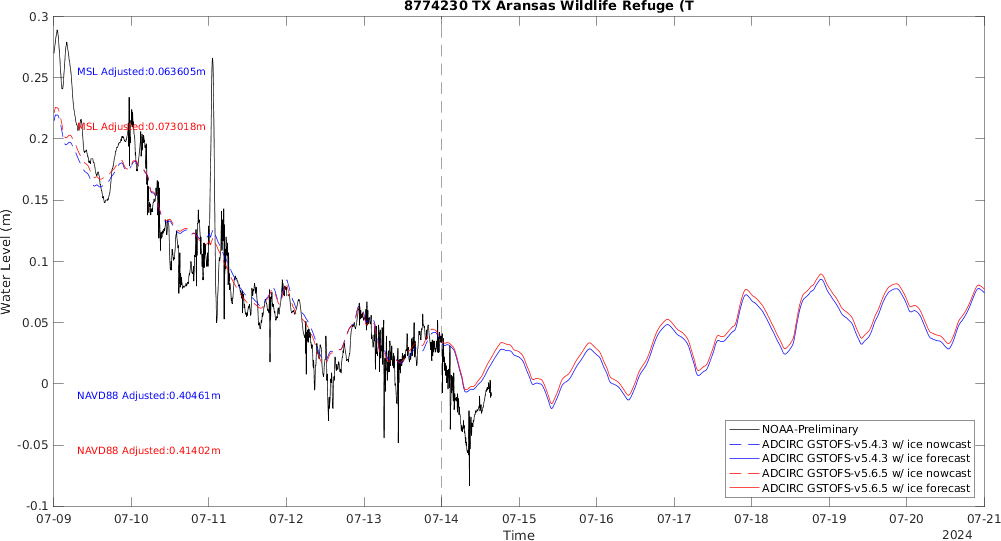 8774230 TX Aransas Wildlife Refuge (T
0.3
0.25
0.2
0.15
0.1
0.05
0
-0.05
-0.1
Water Level (m)
MSL Adjusted:0.063605m
MSL Adjusted:0.073018m
NAVD88 Adjusted:0.40461m
NAVD88 Adjusted:0.41402m
NOAA-Preliminary
ADCIRC GSTOFS-v5.4.3 w/ ice nowcast
ADCIRC GSTOFS-v5.4.3 w/ ice forecast
ADCIRC GSTOFS-v5.6.5 w/ ice nowcast
ADCIRC GSTOFS-v5.6.5 w/ ice forecast
07-09 07-10 07-11 07-12 07-13 07-14 07-15 07-16 07-17 07-18 07-19 07-20 07-21
Time
2024